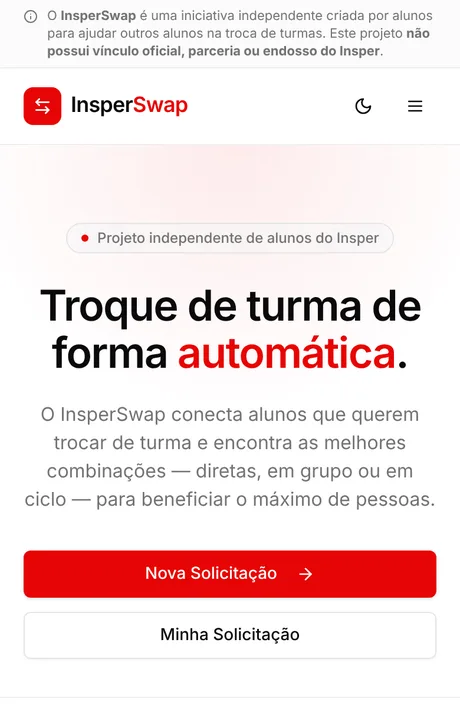 O InsperSwap é uma iniciativa independente criada por alunos
para ajudar outros alunos na troca de turmas. Este projeto não
possui vínculo oficial, parceria ou endosso do Insper.
InsperSwap
Projeto independente de alunos do Insper
Troque de turma de
forma automática.
O InsperSwap conecta alunos que querem
trocar de turma e encontra as melhores
combinações — diretas, em grupo ou em
ciclo — para beneficiar o máximo de pessoas.
Nova Solicitação
Minha Solicitação